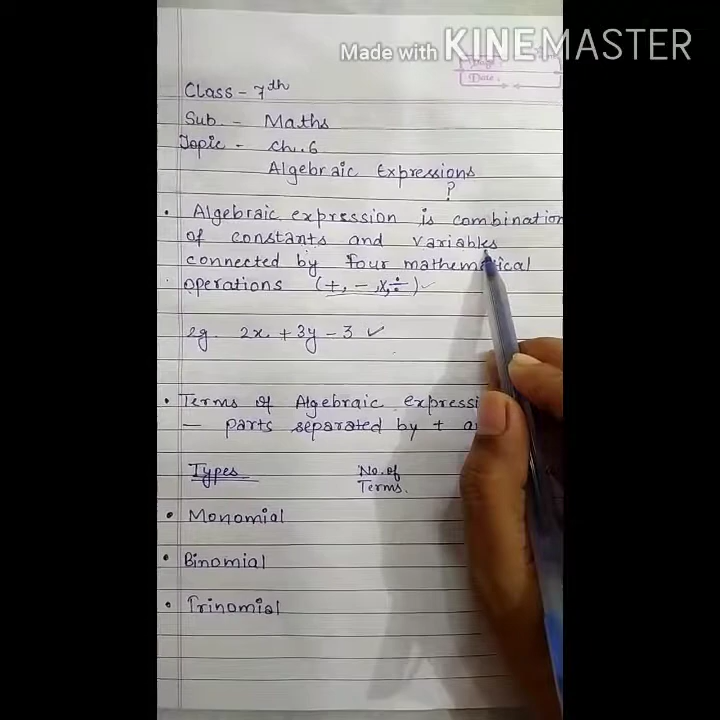 Made with KINEMASTER
Date:
Class - 7th
Sub. - Maths
Topic - Ch. 6
Algebraic Expressions
?
• Algebraic expression is combination
of constants and variables
connected by four mathematical
operations (+, -, x, ÷) ✓
eg. 2x + 3y - 3 ✓
• Terms of Algebraic expressi
— parts separated by + a
Types No. of
Terms.
• Monomial
• Binomial
• Trinomial